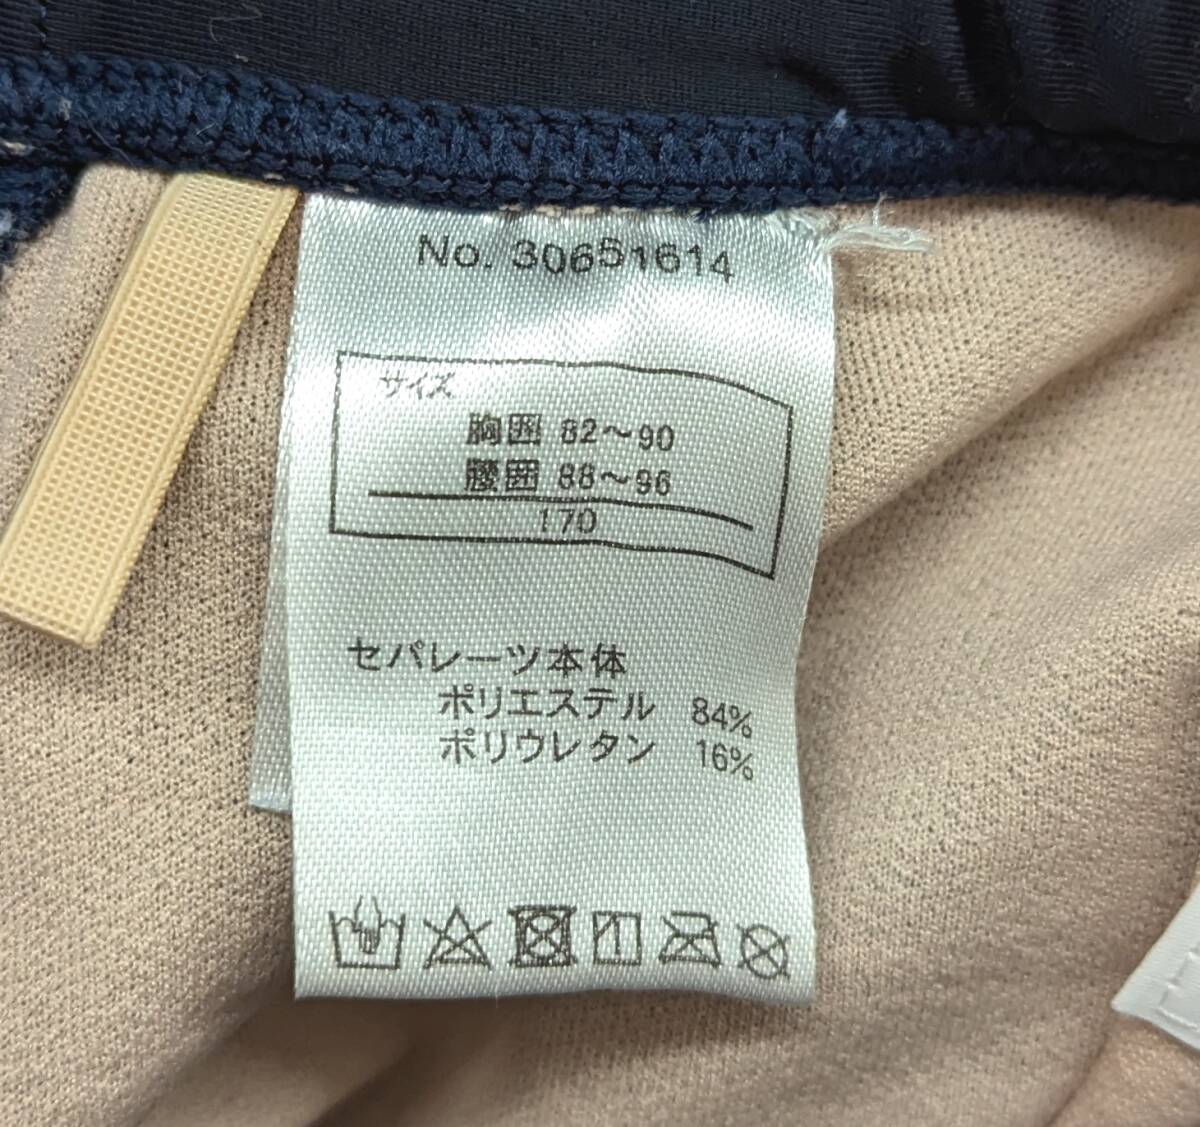 No. 30651614
サイズ
胸囲 82～90
腰囲 88～96
170
セパレーツ本体
ポリエステル 84%
ポリウレタン 16%